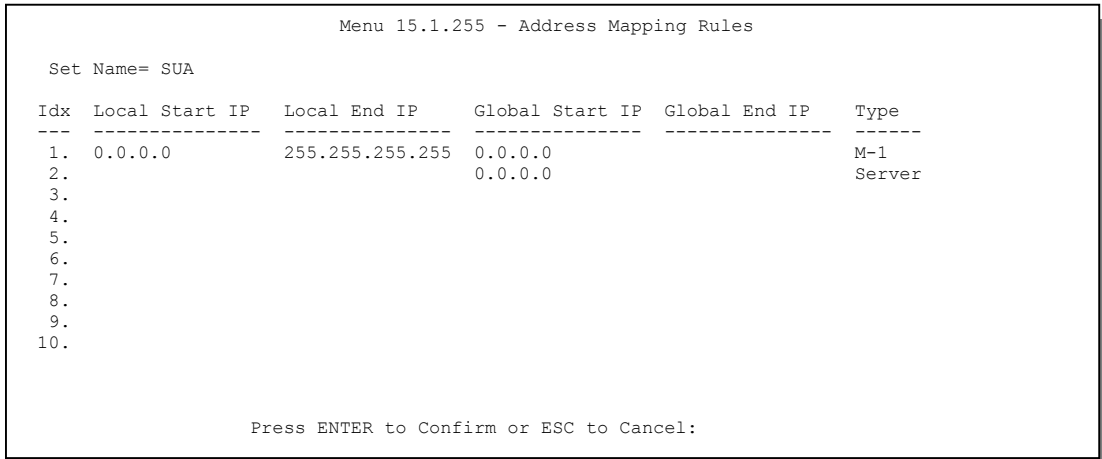 Menu 15.1.255 - Address Mapping Rules
Set Name= SUA
Idx  Local Start IP   Local End IP     Global Start IP  Global End IP    Type
---  ---------------  ---------------  ---------------  ---------------  ------
1.  0.0.0.0          255.255.255.255  0.0.0.0                           M-1
2.                                    0.0.0.0                           Server
3.
4.
5.
6.
7.
8.
9.
10.
Press ENTER to Confirm or ESC to Cancel: